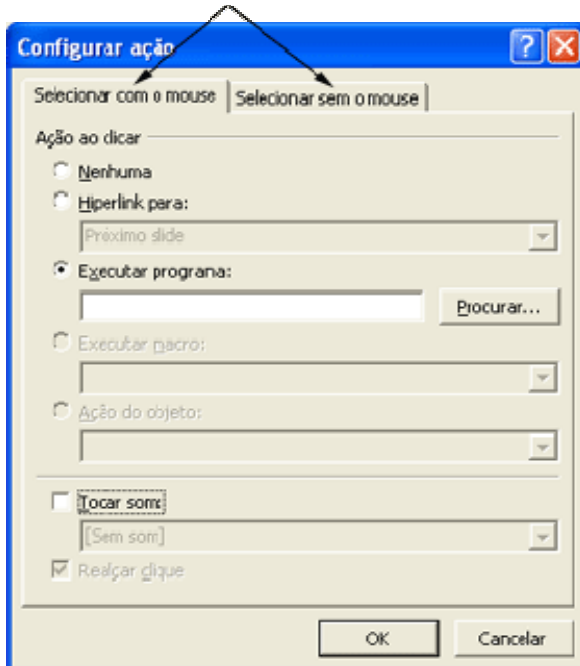 Configurar ação
Selecionar com o mouse Selecionar sem o mouse
Ação ao clicar
Nenhuma
Hiperlink para:
Próximo slide
Executar programa:
Procurar...
Executar macro:
Ação do objeto:
Tocar som:
[Sem som]
Realçar clique
OK Cancelar